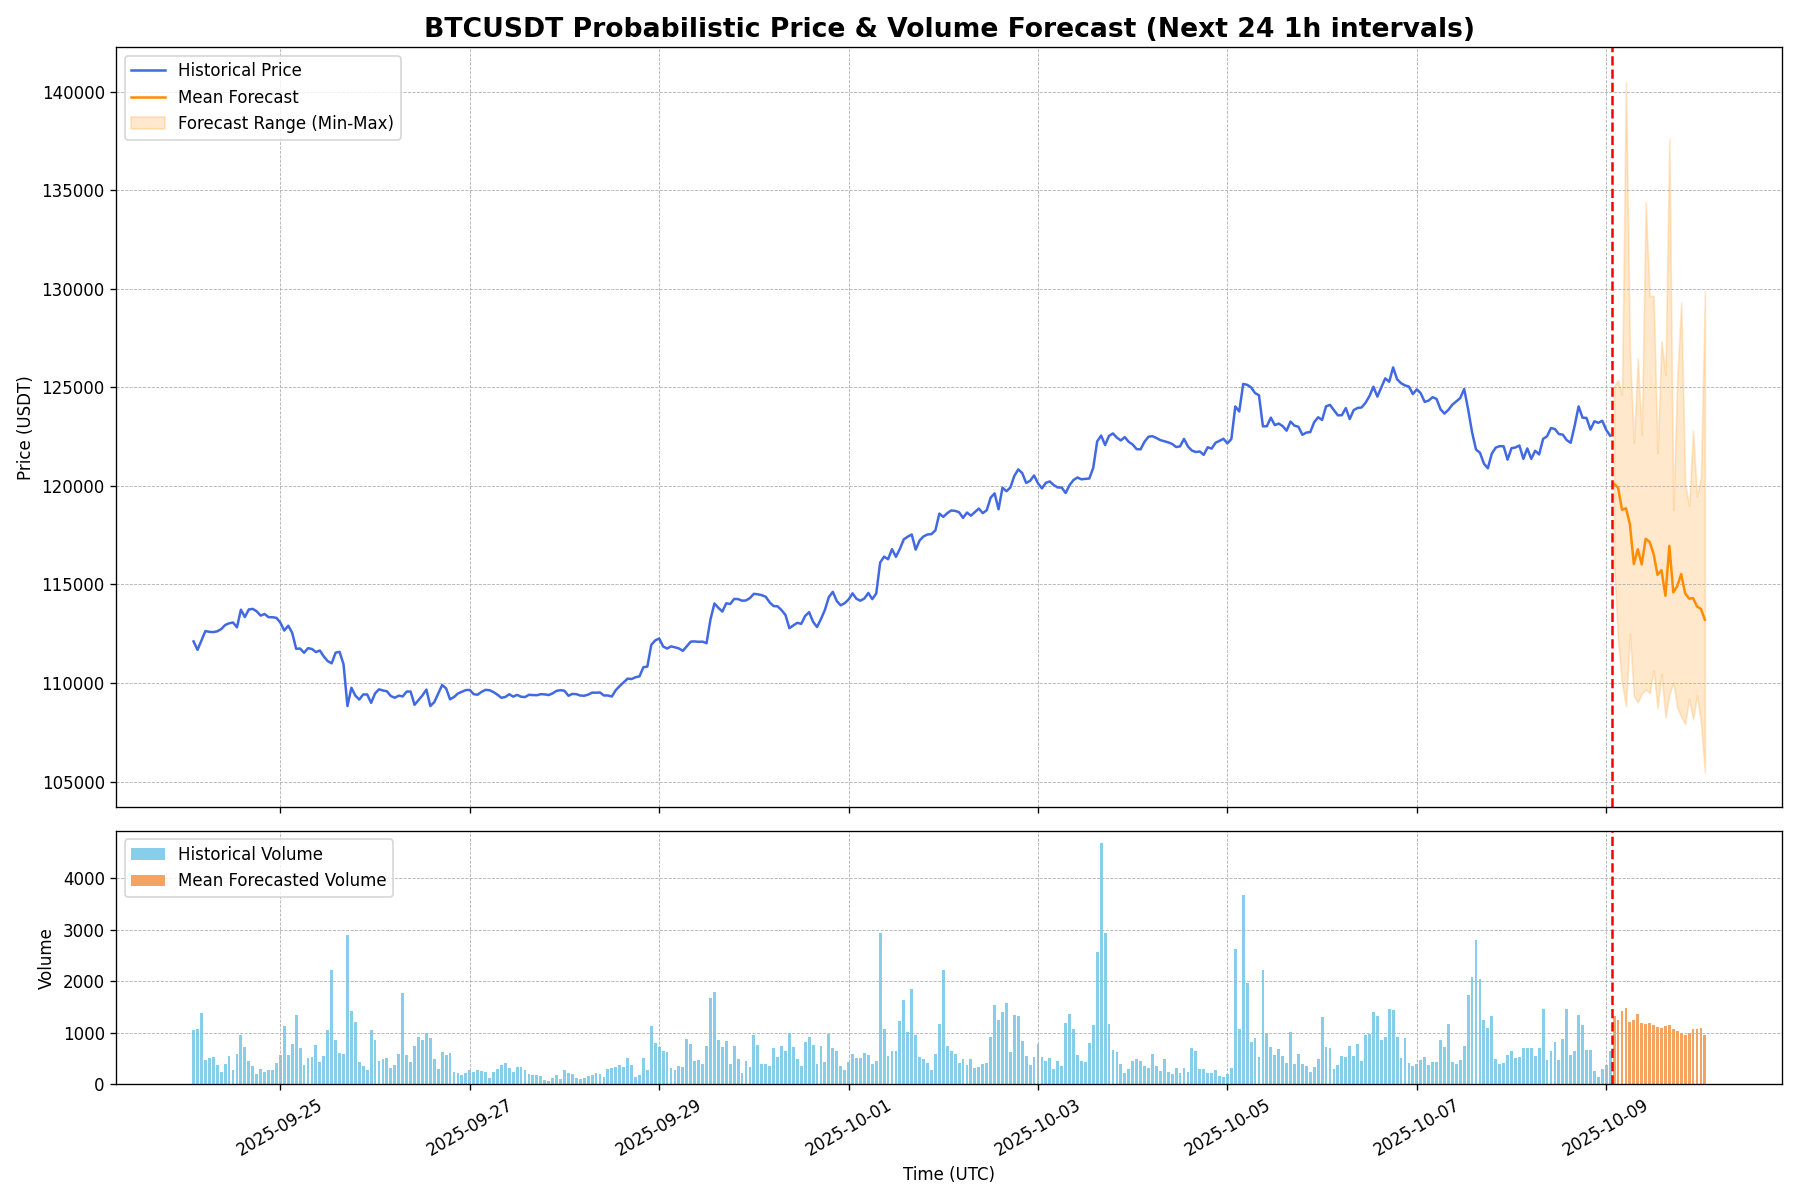 BTCUSDT Probabilistic Price & Volume Forecast (Next 24 1h intervals)
Historical Price
Mean Forecast
Forecast Range (Min-Max)
Price (USDT)
140000
135000
130000
125000
120000
115000
110000
105000
Historical Volume
Mean Forecasted Volume
Volume
4000
3000
2000
1000
0
2025-09-25
2025-09-27
2025-09-29
2025-10-01
2025-10-03
2025-10-05
2025-10-07
2025-10-09
Time (UTC)